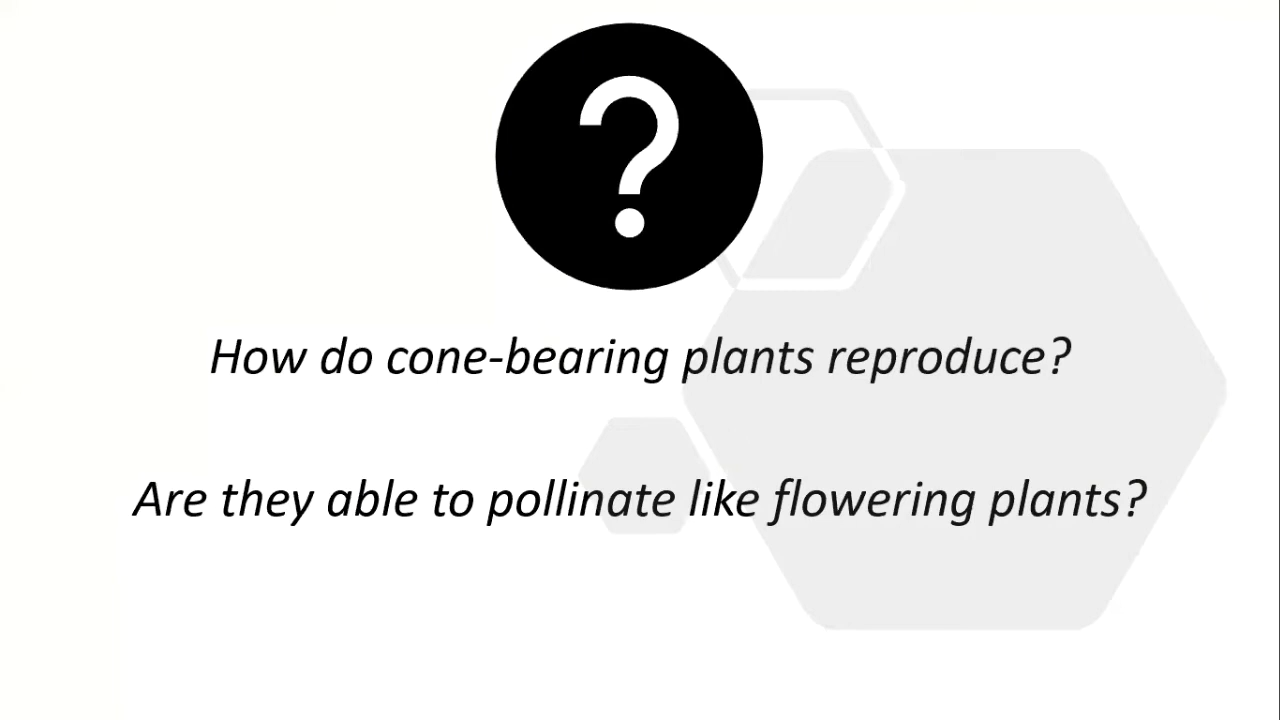 ?
How do cone-bearing plants reproduce?
Are they able to pollinate like flowering plants?